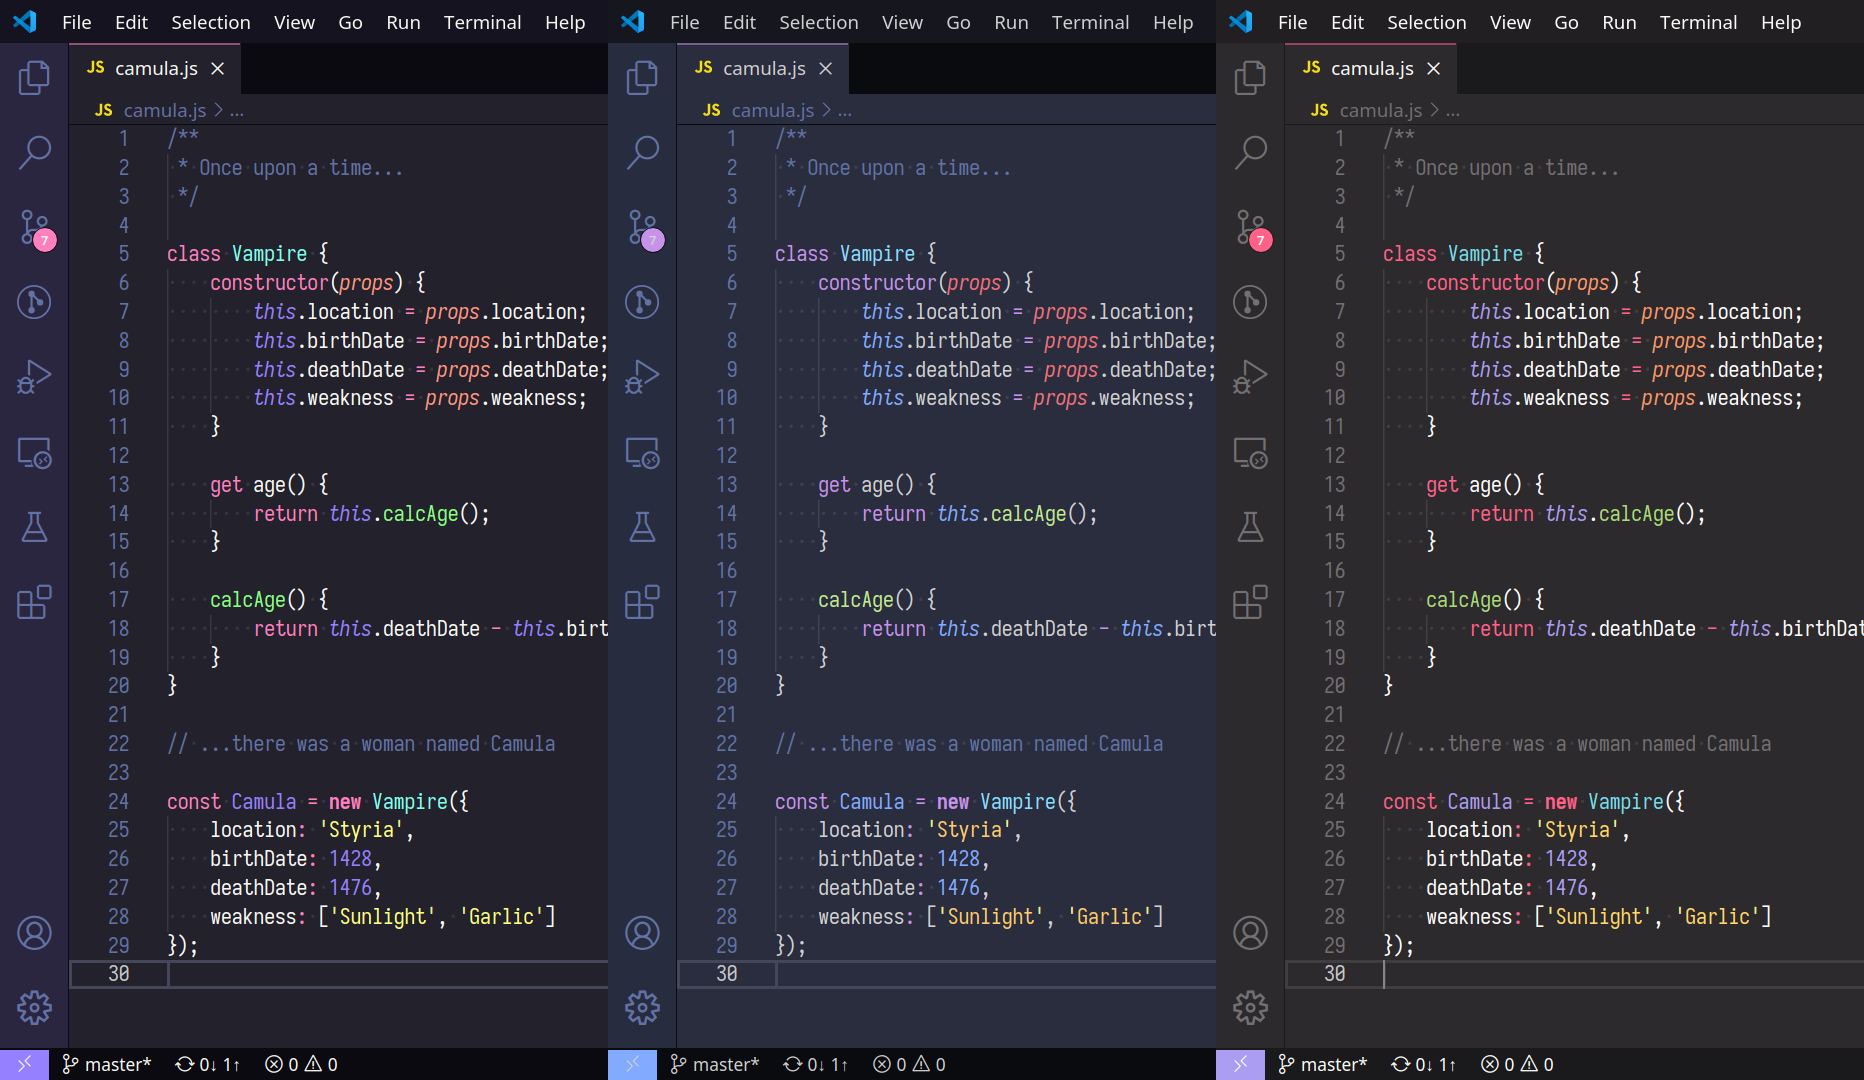 File Edit Selection View Go Run Terminal Help
JS camula.js
JS camula.js > ...
1 /**
2 * Once upon a time...
3 */
4
5 class Vampire {
6 constructor(props) {
7 this.location = props.location;
8 this.birthDate = props.birthDate;
9 this.deathDate = props.deathDate;
10 this.weakness = props.weakness;
11 }
12
13 get age() {
14 return this.calcAge();
15 }
16
17 calcAge() {
18 return this.deathDate - this.birt
19 }
20 }
21
22 // ...there was a woman named Camula
23
24 const Camula = new Vampire({
25 location: 'Styria',
26 birthDate: 1428,
27 deathDate: 1476,
28 weakness: ['Sunlight', 'Garlic']
29 });
30
7
master* 0↓ 1↑ 0 0
File Edit Selection View Go Run Terminal Help
JS camula.js
JS camula.js > ...
1 /**
2 * Once upon a time...
3 */
4
5 class Vampire {
6 constructor(props) {
7 this.location = props.location;
8 this.birthDate = props.birthDate;
9 this.deathDate = props.deathDate;
10 this.weakness = props.weakness;
11 }
12
13 get age() {
14 return this.calcAge();
15 }
16
17 calcAge() {
18 return this.deathDate - this.birt
19 }
20 }
21
22 // ...there was a woman named Camula
23
24 const Camula = new Vampire({
25 location: 'Styria',
26 birthDate: 1428,
27 deathDate: 1476,
28 weakness: ['Sunlight', 'Garlic']
29 });
30
7
master* 0↓ 1↑ 0 0
File Edit Selection View Go Run Terminal Help
JS camula.js
JS camula.js > ...
1 /**
2 * Once upon a time...
3 */
4
5 class Vampire {
6 constructor(props) {
7 this.location = props.location;
8 this.birthDate = props.birthDate;
9 this.deathDate = props.deathDate;
10 this.weakness = props.weakness;
11 }
12
13 get age() {
14 return this.calcAge();
15 }
16
17 calcAge() {
18 return this.deathDate - this.birthDat
19 }
20 }
21
22 // ...there was a woman named Camula
23
24 const Camula = new Vampire({
25 location: 'Styria',
26 birthDate: 1428,
27 deathDate: 1476,
28 weakness: ['Sunlight', 'Garlic']
29 });
30
7
master* 0↓ 1↑ 0 0